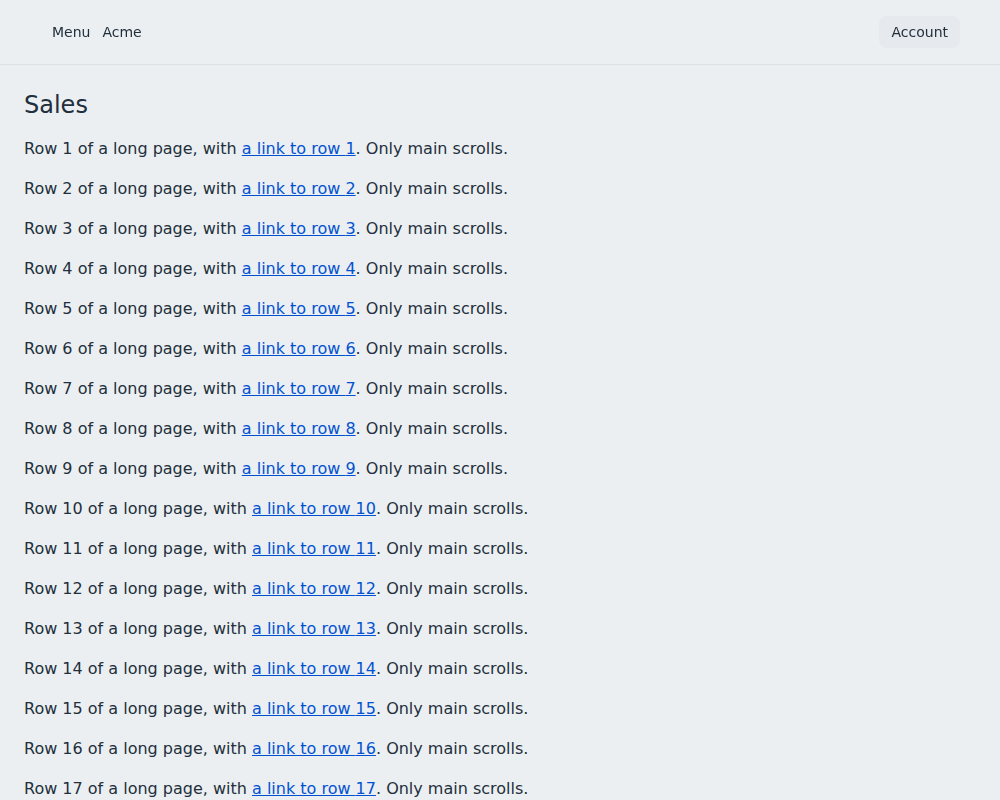 Menu Acme Account
Sales
Row 1 of a long page, with a link to row 1. Only main scrolls.
Row 2 of a long page, with a link to row 2. Only main scrolls.
Row 3 of a long page, with a link to row 3. Only main scrolls.
Row 4 of a long page, with a link to row 4. Only main scrolls.
Row 5 of a long page, with a link to row 5. Only main scrolls.
Row 6 of a long page, with a link to row 6. Only main scrolls.
Row 7 of a long page, with a link to row 7. Only main scrolls.
Row 8 of a long page, with a link to row 8. Only main scrolls.
Row 9 of a long page, with a link to row 9. Only main scrolls.
Row 10 of a long page, with a link to row 10. Only main scrolls.
Row 11 of a long page, with a link to row 11. Only main scrolls.
Row 12 of a long page, with a link to row 12. Only main scrolls.
Row 13 of a long page, with a link to row 13. Only main scrolls.
Row 14 of a long page, with a link to row 14. Only main scrolls.
Row 15 of a long page, with a link to row 15. Only main scrolls.
Row 16 of a long page, with a link to row 16. Only main scrolls.
Row 17 of a long page, with a link to row 17. Only main scrolls.